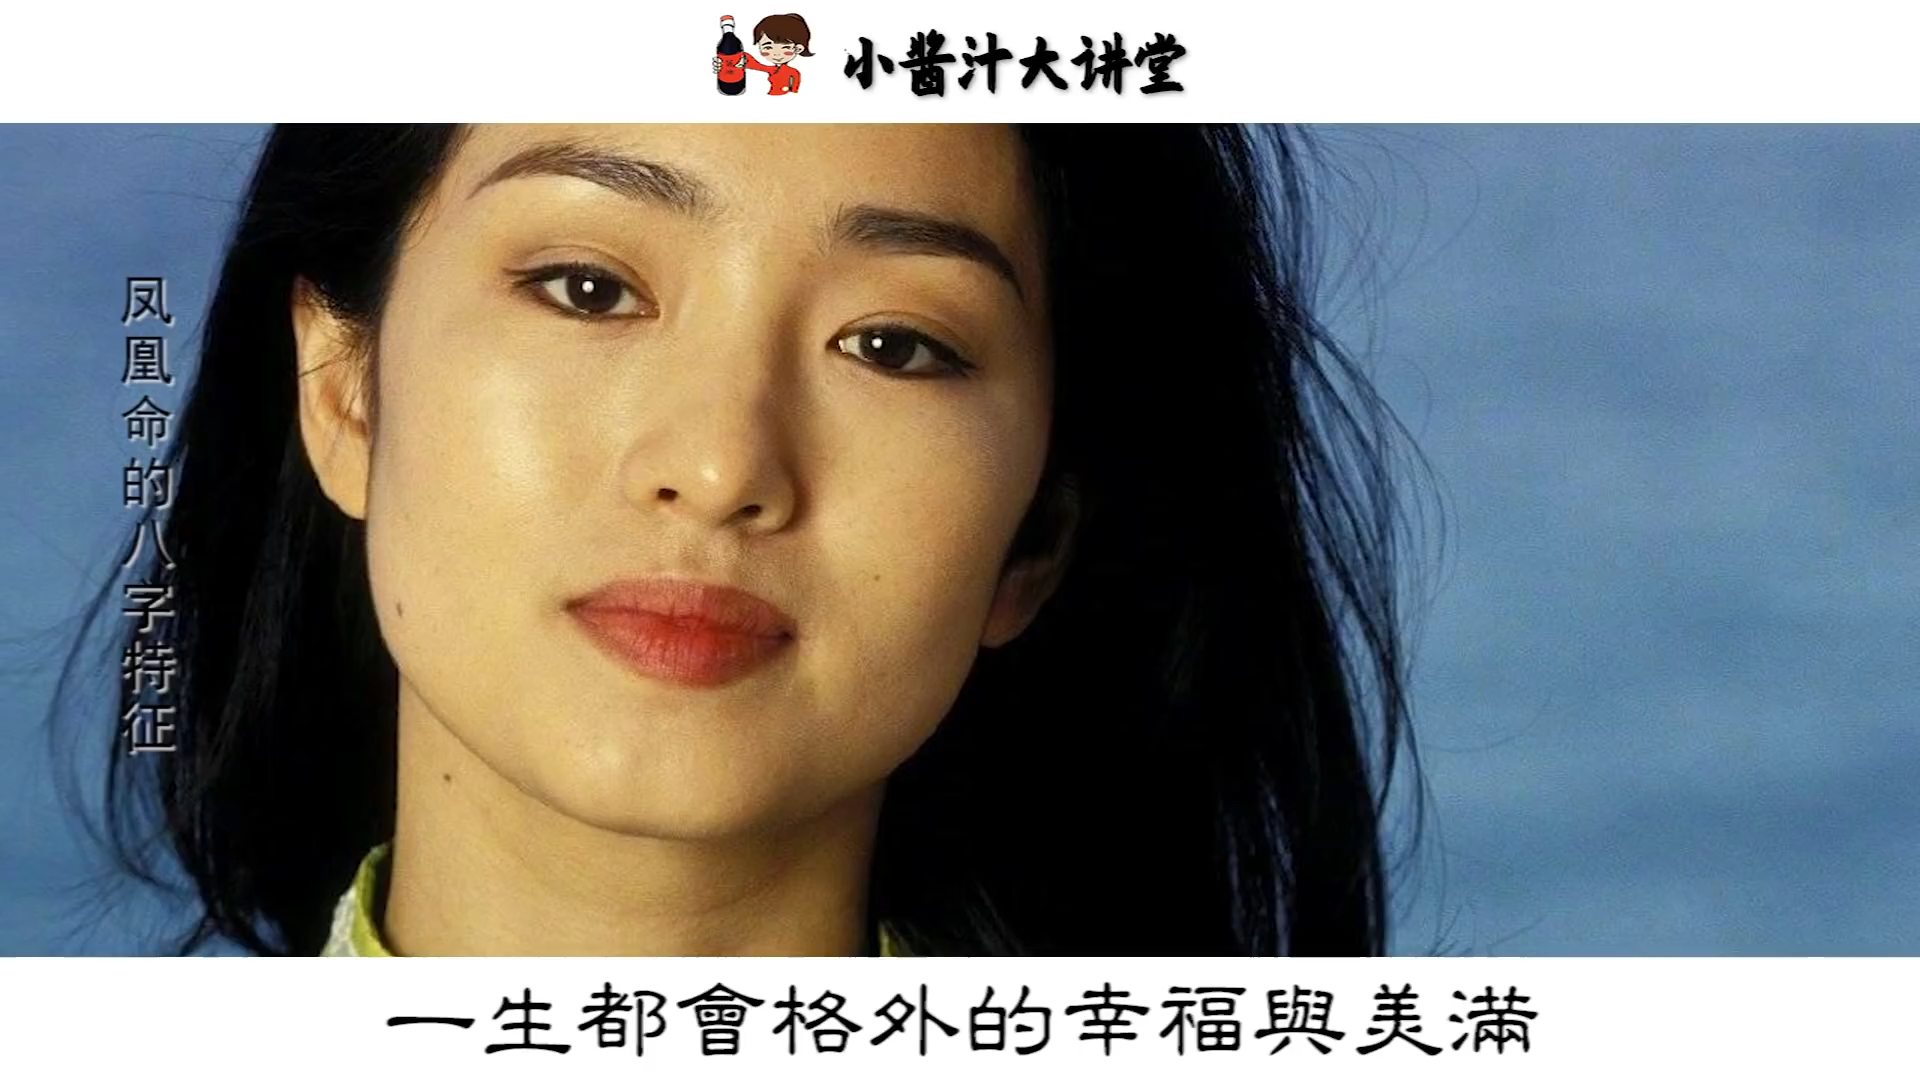 小酱汁大讲堂
凤凰命的八字特征
一生都會格外的幸福與美滿